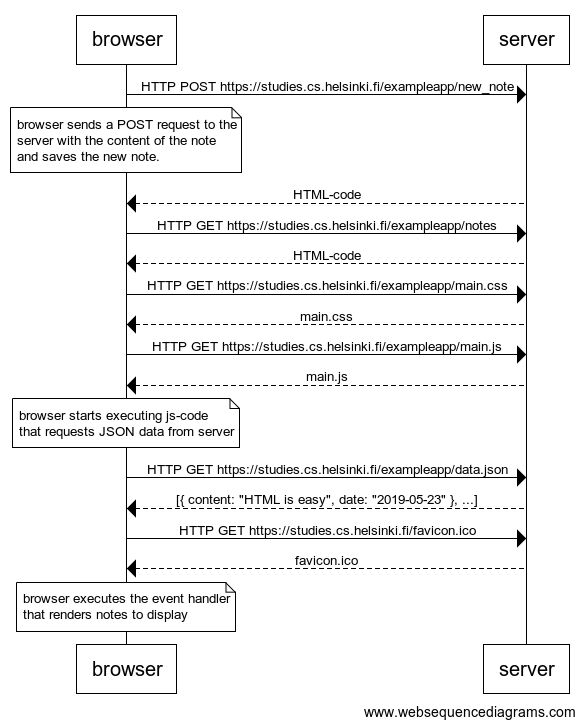 browser
server
HTTP POST https://studies.cs.helsinki.fi/exampleapp/new_note
browser sends a POST request to the
server with the content of the note
and saves the new note.
HTML-code
HTTP GET https://studies.cs.helsinki.fi/exampleapp/notes
HTML-code
HTTP GET https://studies.cs.helsinki.fi/exampleapp/main.css
main.css
HTTP GET https://studies.cs.helsinki.fi/exampleapp/main.js
main.js
browser starts executing js-code
that requests JSON data from server
HTTP GET https://studies.cs.helsinki.fi/exampleapp/data.json
[{ content: "HTML is easy", date: "2019-05-23" }, ...]
HTTP GET https://studies.cs.helsinki.fi/favicon.ico
favicon.ico
browser executes the event handler
that renders notes to display
browser
server
www.websequencediagrams.com